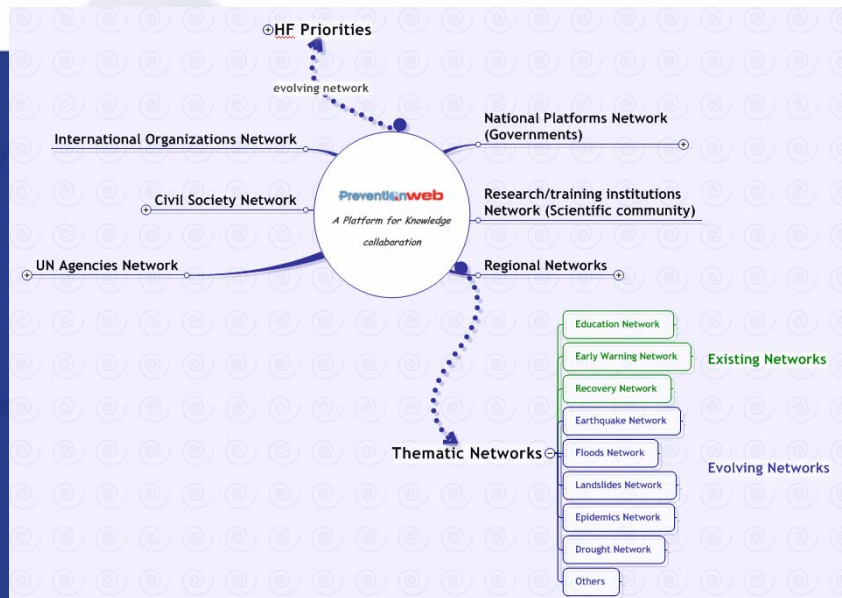 HF Priorities
evolving network
International Organizations Network
National Platforms Network
(Governments)
Preventionweb
A Platform for Knowledge
collaboration
Civil Society Network
Research/training institutions
Network (Scientific community)
UN Agencies Network
Regional Networks
Thematic Networks
Education Network
Early Warning Network
Recovery Network
Existing Networks
Earthquake Network
Floods Network
Landslides Network
Epidemics Network
Drought Network
Others
Evolving Networks